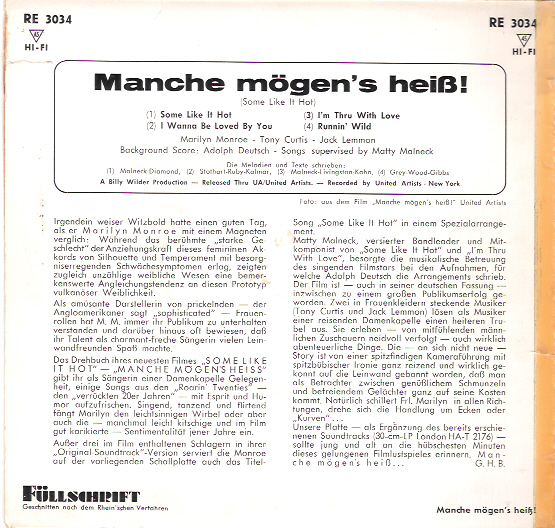 RE 3034
45
HI-FI
RE 3034
45
HI-FI
Manche mögen's heiß!
(Some Like It Hot)
(1) Some Like It Hot (3) I'm Thru With Love
(2) I Wanna Be Loved By You (4) Runnin' Wild
Marilyn Monroe - Tony Curtis - Jack Lemmon
Background Score: Adolph Deutsch - Songs supervised by Matty Malneck
Die Melodien und Texte schrieben:
(1) Malneck-Diamond, (2) Stothart-Ruby-Kalmar, (3) Malneck-Livingston-Kahn, (4) Grey-Wood-Gibbs
A Billy Wilder Production — Released Thru UA/United Artists. — Recorded by United Artists - New York
Foto: aus dem Film „Manche mögen's heiß!" United Artists
Irgendein weiser Witzbold hatte einen guten Tag,
als er Marilyn Monroe mit einem Magneten
verglich: Während das berühmte „starke Ge-
schlecht" der Anziehungskraft dieses femininen Ak-
kords von Silhouette und Temperament mit besorg-
niserregenden Schwächesymptomen erlag, zeigten
zugleich unzählige weibliche Wesen eine bemer-
kenswerte Angleichungstendenz an diesen Prototyp
vulkanöser Weiblichkeit.
Als amüsante Darstellerin von prickelnden — der
Angloamerikaner sagt „sophisticated" — Frauen-
rollen hat M. M. immer ihr Publikum zu unterhalten
verstanden und darüber hinaus oft bewiesen, daß
ihr Talent als charmant-freche Sängerin vielen Lein-
wandfreunden Spaß machte.
Das Drehbuch ihres neuesten Filmes „SOME LIKE
IT HOT" — „MANCHE MÖGEN'S HEISS"
gibt ihr als Sängerin einer Damenkapelle Gelegen-
heit, einige Songs aus den „Roaring Twenties" —
den „verrückten 20er Jahren" — mit Esprit und Hu-
mor aufzufrischen. Singend, tanzend und flirtend
fängt Marilyn den leichtsinnigen Wirbel oder aber
auch die — manchmal leicht kitschige und im Film
gut karikierte — Sentimentalität jener Jahre ein.
Außer drei im Film enthaltenen Schlagern in ihrer
„Original-Soundtrack"-Version serviert die Monroe
auf der vorliegenden Schallplatte auch das Titel-
Song „Some Like It Hot" in einem Spezialarrange-
ment.
Matty Malneck, versierter Bandleader und Mit-
komponist von „Some Like It Hot" und „I'm Thru
With Love", besorgte die musikalische Betreuung
des singenden Filmstars bei den Aufnahmen, für
welche Adolph Deutsch die Arrangements schrieb.
Der Film ist — auch in seiner deutschen Fassung —
inzwischen zu einem großen Publikumserfolg ge-
worden. Zwei in Frauenkleidern steckende Musiker
(Tony Curtis und Jack Lemmon) lösen als Musiker
einer reisenden Damenkapelle einen heiteren Tru-
bel aus. Sie erleben — von mitfühlenden männ-
lichen Zuschauern neidvoll verfolgt — auch wirklich
abenteuerliche Dinge. Die — an sich nicht neue —
Story ist von einer spitzfindigen Kameraführung mit
spitzbübischer Ironie ganz reizend und wirklich ge-
konnt auf die Leinwand gebannt worden, daß man
als Betrachter zwischen genüßlichem Schmunzeln
und befreiendem Gelächter ganz auf seine Kosten
kommt. Natürlich schillert Frl. Marilyn in allen Rich-
tungen, drehe sich die Handlung um Ecken oder
„Kurven" ...
Unsere Platte — als Ergänzung des bereits erschie-
nenen Soundtracks (30-cm-LP London HA-T 2176) —
sollte jung und alt an die hübschesten Minuten
dieses gelungenen Filmlustspieles erinnern. Man-
che mögen's heiß... G. H. B.
FÜLLSCHRIFT
Geschnitten nach dem Rhein'schen Verfahren
Manche mögen's heiß!